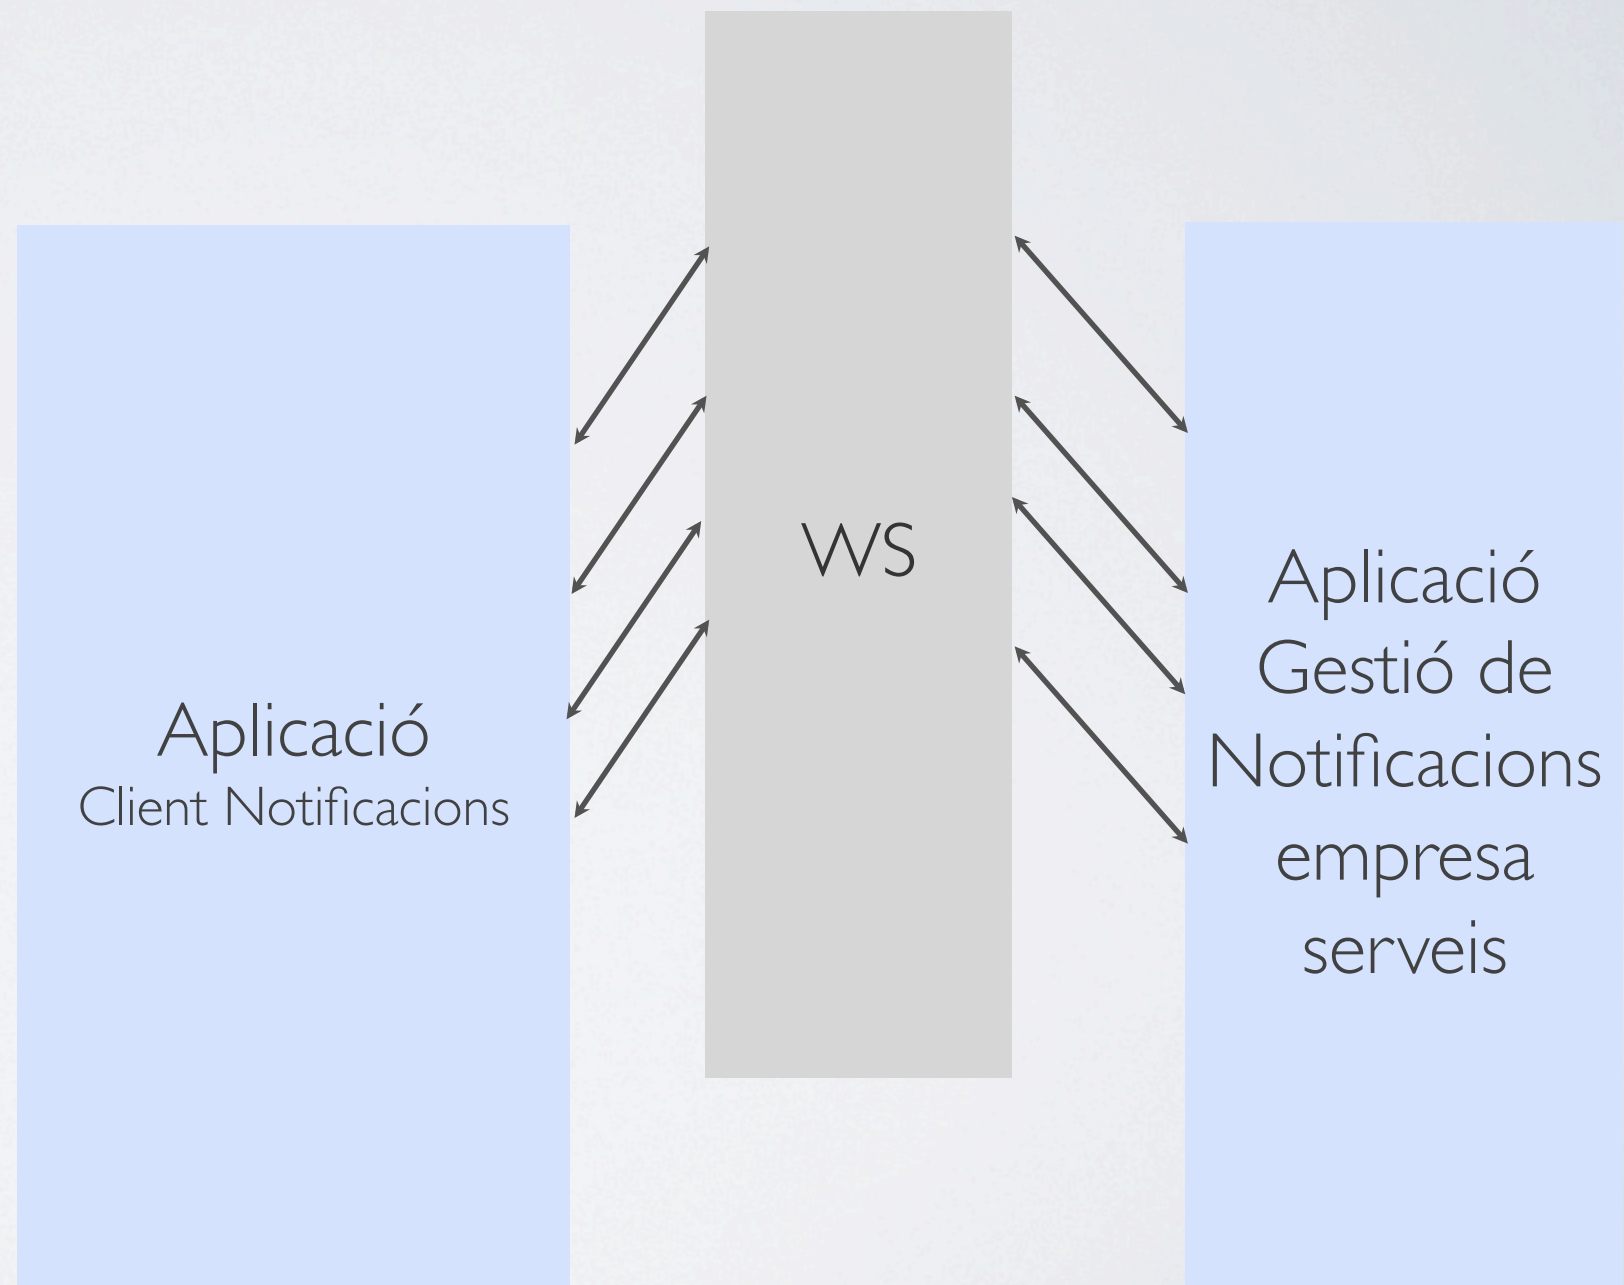 Aplicació
Client Notificacions
WS
Aplicació
Gestió de
Notificacions
empresa
serveis